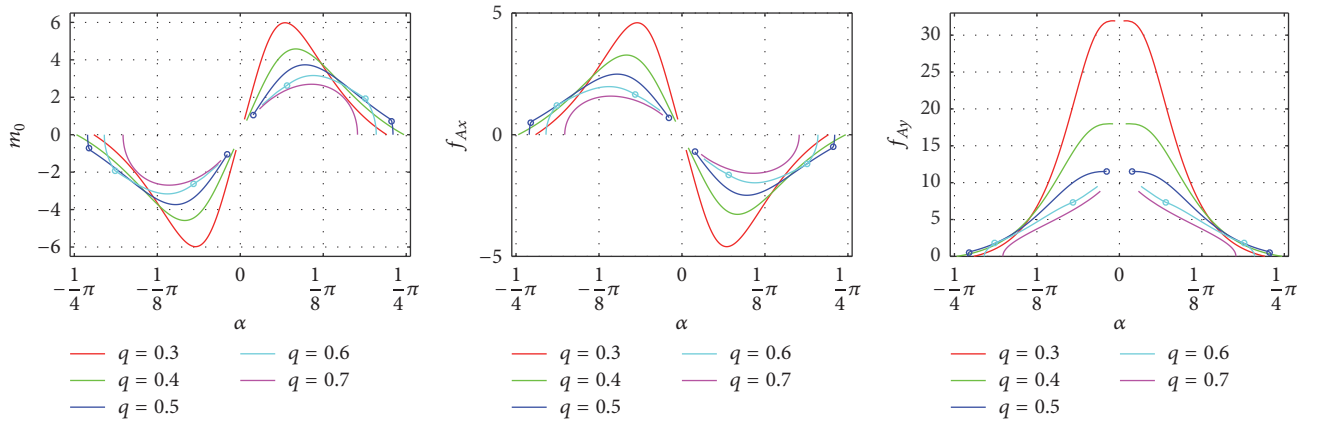 6
4
2
0
−2
−4
−6
m0
−1/4 π
−1/8 π
0
1/8 π
1/4 π
α
q = 0.3
q = 0.4
q = 0.5
q = 0.6
q = 0.7
5
0
−5
fAx
−1/4 π
−1/8 π
0
1/8 π
1/4 π
α
q = 0.3
q = 0.4
q = 0.5
q = 0.6
q = 0.7
30
25
20
15
10
5
0
fAy
−1/4 π
−1/8 π
0
1/8 π
1/4 π
α
q = 0.3
q = 0.4
q = 0.5
q = 0.6
q = 0.7